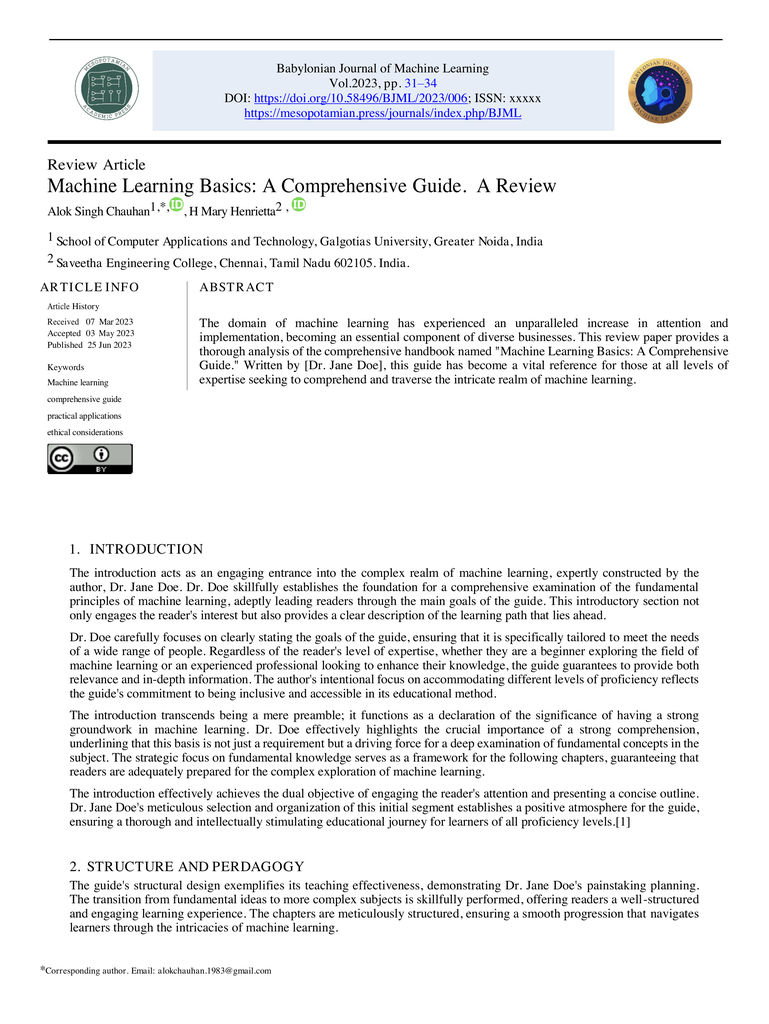 Babylonian Journal of Machine Learning
Vol.2023, pp. 31–34
DOI: https://doi.org/10.58496/BJML/2023/006; ISSN: xxxxx
https://mesopotamian.press/journals/index.php/BJML
MESOPOTAMIAN
ACADEMIC PRESS
BABYLONIAN JOURNAL OF
MACHINE LEARNING
Review Article
Machine Learning Basics: A Comprehensive Guide. A Review
Alok Singh Chauhan1,*, iD, H Mary Henrietta2 , iD
1 School of Computer Applications and Technology, Galgotias University, Greater Noida, India
2 Saveetha Engineering College, Chennai, Tamil Nadu 602105. India.
ARTICLE INFO
Article History
Received 07 Mar 2023
Accepted 03 May 2023
Published 25 Jun 2023
Keywords
Machine learning
comprehensive guide
practical applications
ethical considerations
cc
BY
ABSTRACT
The domain of machine learning has experienced an unparalleled increase in attention and
implementation, becoming an essential component of diverse businesses. This review paper provides a
thorough analysis of the comprehensive handbook named "Machine Learning Basics: A Comprehensive
Guide." Written by [Dr. Jane Doe], this guide has become a vital reference for those at all levels of
expertise seeking to comprehend and traverse the intricate realm of machine learning.
1. INTRODUCTION
The introduction acts as an engaging entrance into the complex realm of machine learning, expertly constructed by the
author, Dr. Jane Doe. Dr. Doe skillfully establishes the foundation for a comprehensive examination of the fundamental
principles of machine learning, adeptly leading readers through the main goals of the guide. This introductory section not
only engages the reader's interest but also provides a clear description of the learning path that lies ahead.
Dr. Doe carefully focuses on clearly stating the goals of the guide, ensuring that it is specifically tailored to meet the needs
of a wide range of people. Regardless of the reader's level of expertise, whether they are a beginner exploring the field of
machine learning or an experienced professional looking to enhance their knowledge, the guide guarantees to provide both
relevance and in-depth information. The author's intentional focus on accommodating different levels of proficiency reflects
the guide's commitment to being inclusive and accessible in its educational method.
The introduction transcends being a mere preamble; it functions as a declaration of the significance of having a strong
groundwork in machine learning. Dr. Doe effectively highlights the crucial importance of a strong comprehension,
underlining that this basis is not just a requirement but a driving force for a deep examination of fundamental concepts in the
subject. The strategic focus on fundamental knowledge serves as a framework for the following chapters, guaranteeing that
readers are adequately prepared for the complex exploration of machine learning.
The introduction effectively achieves the dual objective of engaging the reader's attention and presenting a concise outline.
Dr. Jane Doe's meticulous selection and organization of this initial segment establishes a positive atmosphere for the guide,
ensuring a thorough and intellectually stimulating educational journey for learners of all proficiency levels.[1]
2. STRUCTURE AND PERDAGOGY
The guide's structural design exemplifies its teaching effectiveness, demonstrating Dr. Jane Doe's painstaking planning.
The transition from fundamental ideas to more complex subjects is skillfully performed, offering readers a well-structured
and engaging learning experience. The chapters are meticulously structured, ensuring a smooth progression that navigates
learners through the intricacies of machine learning.
*Corresponding author. Email: alokchauhan.1983@gmail.com